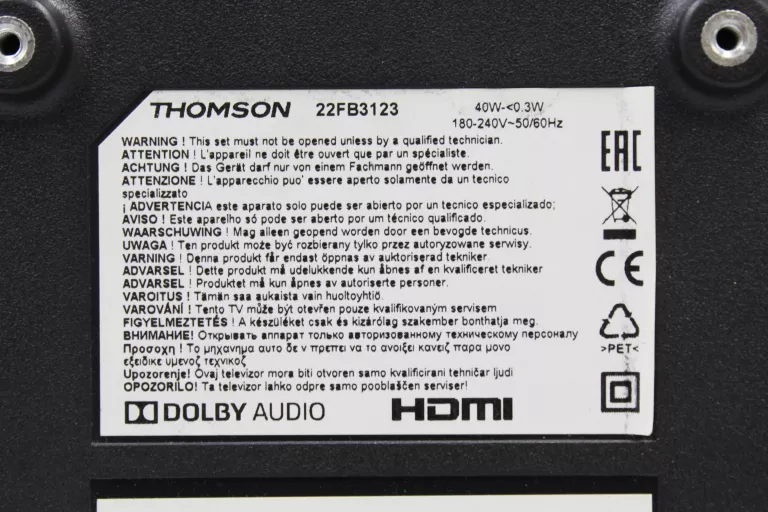 THOMSON 22FB3123 40W-<0.3W
180-240V~50/60Hz
WARNING ! This set must not be opened unless by a qualified technician.
ATTENTION ! L'appareil ne doit être ouvert que par un spécialiste.
ACHTUNG ! Das Gerät darf nur von einem Fachmann geöffnet werden.
ATTENZIONE ! L'apparecchio puo' essere aperto solamente da un tecnico
specializzato
¡ ADVERTENCIA este aparato solo puede ser abierto por un tecnico especializado;
AVISO ! Este aparelho só pode ser aberto por um técnico qualificado.
WAARSCHUWING ! Mag alleen geopend worden door een bevogde technicus.
UWAGA ! Ten produkt może być rozbierany tylko przez autoryzowane serwisy.
VARNING ! Denna produkt får endast öppnas av auktoriserad tekniker
ADVARSEL ! Dette produkt må udelukkende kun åbnes af en kvalificeret tekniker
ADVARSEL ! Produktet må kun åpnes av autoriserte personer.
VAROITUS ! Tämän saa aukaista vain huoltoyhtiö.
VAROVÁNÍ ! Tento TV může být otevřen pouze kvalifikovaným servisem
FIGYELMEZTETÉS ! A készüléket csak és kizárólag szakember bonthatja meg.
ВНИМАНИЕ! Открывать аппарат только авторизованному техническому персоналу
Προσοχη ! Το μηχανημα αυτο δε ν πρεπει να το ανοιξει κανειζ παρα μονο
εξειδικε υμενοζ τεχνικοζ
Upozorenje! Ovaj televizor mora biti otvoren samo kvalificirani tehničar ljudi
OPOZORILO! Ta televizor lahko odpre samo pooblaščen serviser!
DOLBY AUDIO HDMI
EAC
CE
>PET<